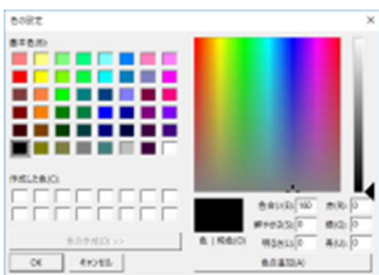 色の設定
基本色(B):
作成した色(C):
色の作成(D) >>
OK キャンセル
色 | 純色(O)
色合い(E): 160 赤(R): 0
鮮やかさ(S): 0 緑(G): 0
明るさ(L): 0 青(U): 0
色の追加(A)